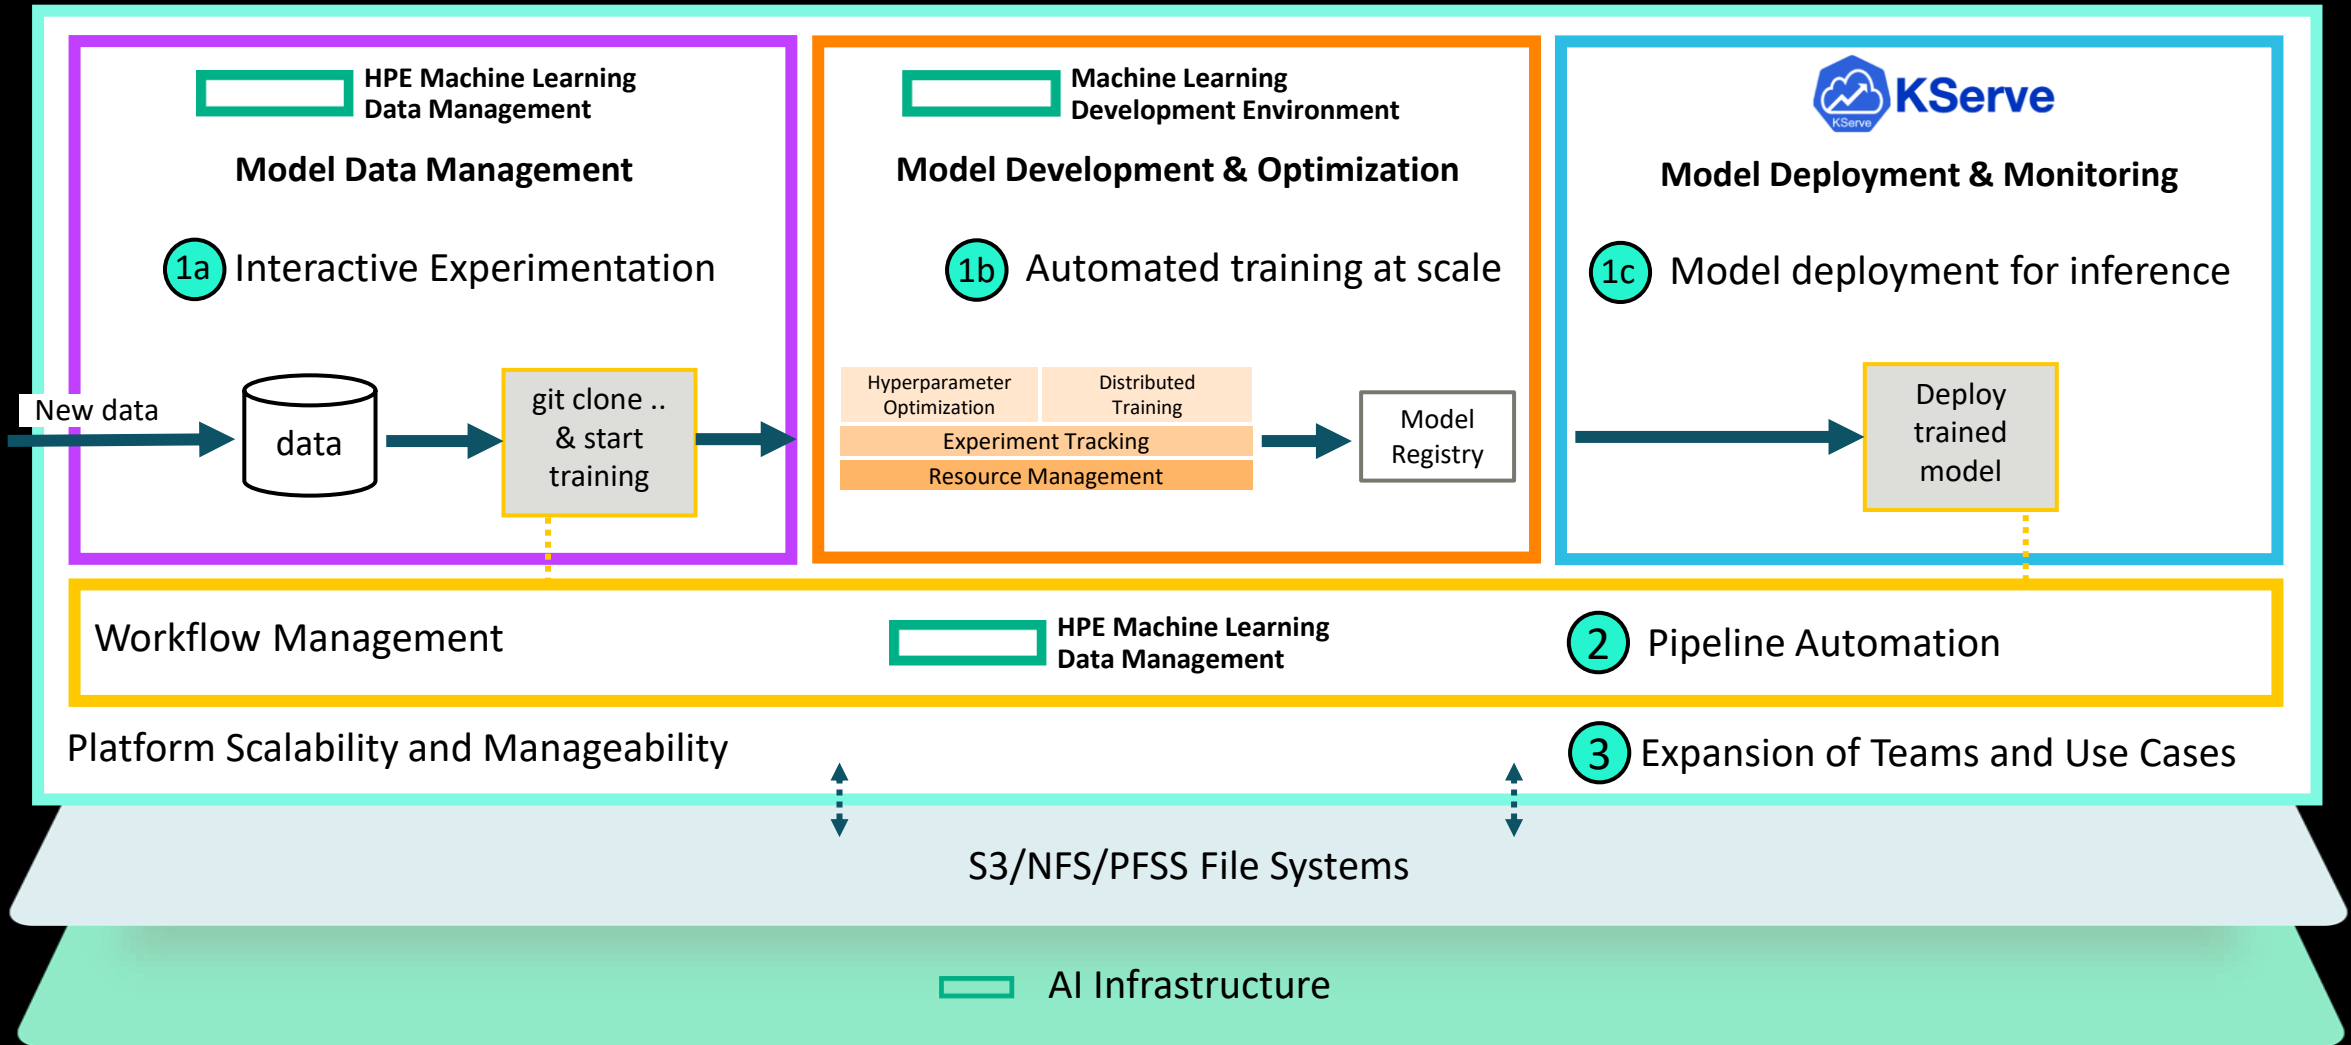 HPE Machine Learning
Data Management
Model Data Management
1a Interactive Experimentation
New data
data
git clone ..
& start
training
Machine Learning
Development Environment
Model Development & Optimization
1b Automated training at scale
Hyperparameter
Optimization
Distributed
Training
Experiment Tracking
Resource Management
Model
Registry
KServe
KServe
Model Deployment & Monitoring
1c Model deployment for inference
Deploy
trained
model
Workflow Management
HPE Machine Learning
Data Management
2 Pipeline Automation
Platform Scalability and Manageability
3 Expansion of Teams and Use Cases
S3/NFS/PFSS File Systems
AI Infrastructure